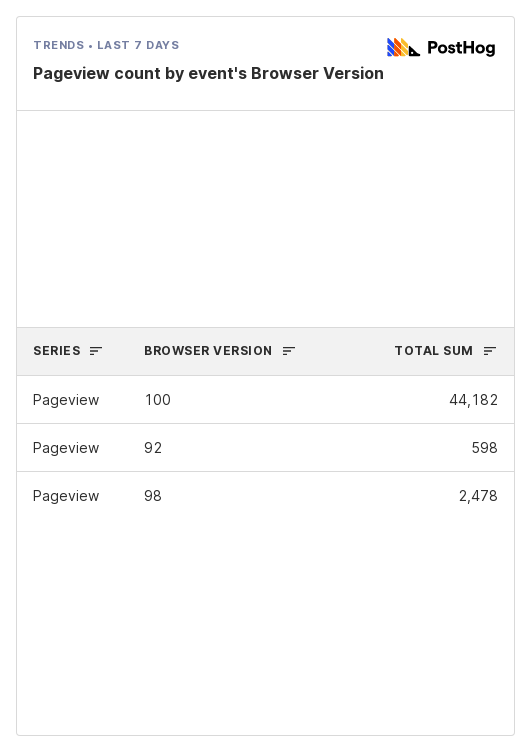 TRENDS • LAST 7 DAYS
PostHog
Pageview count by event's Browser Version
SERIES BROWSER VERSION TOTAL SUM
Pageview 100 44,182
Pageview 92 598
Pageview 98 2,478